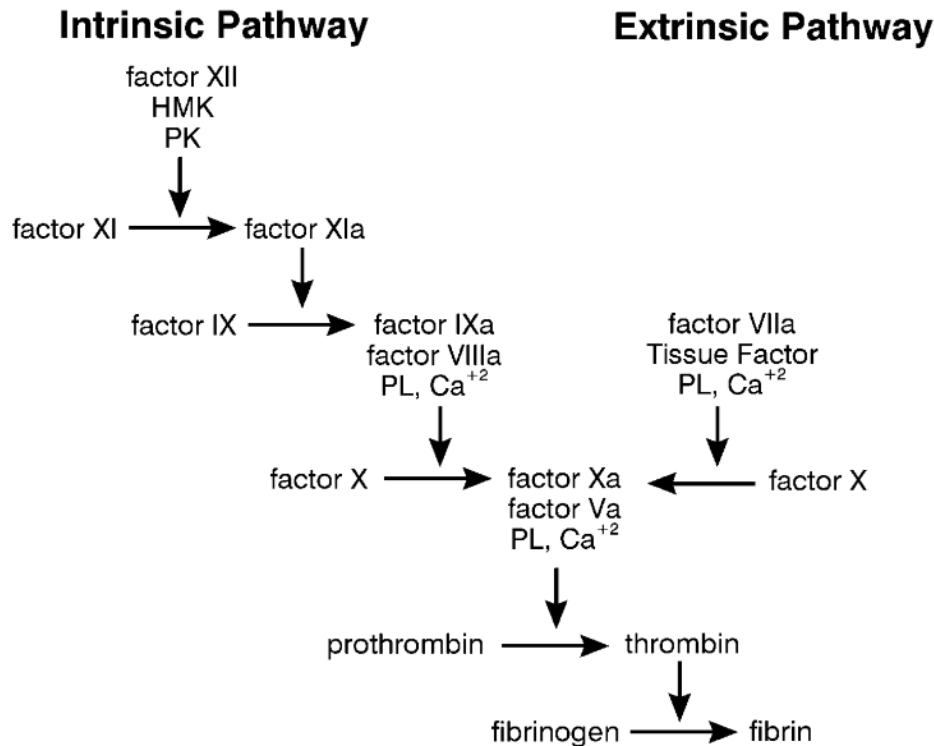 Intrinsic Pathway
Extrinsic Pathway
factor XII
HMK
PK
factor XI
factor XIa
factor IX
factor IXa
factor VIIIa
PL, Ca+2
factor VIIa
Tissue Factor
PL, Ca+2
factor X
factor Xa
factor Va
PL, Ca+2
factor X
prothrombin
thrombin
fibrinogen
fibrin